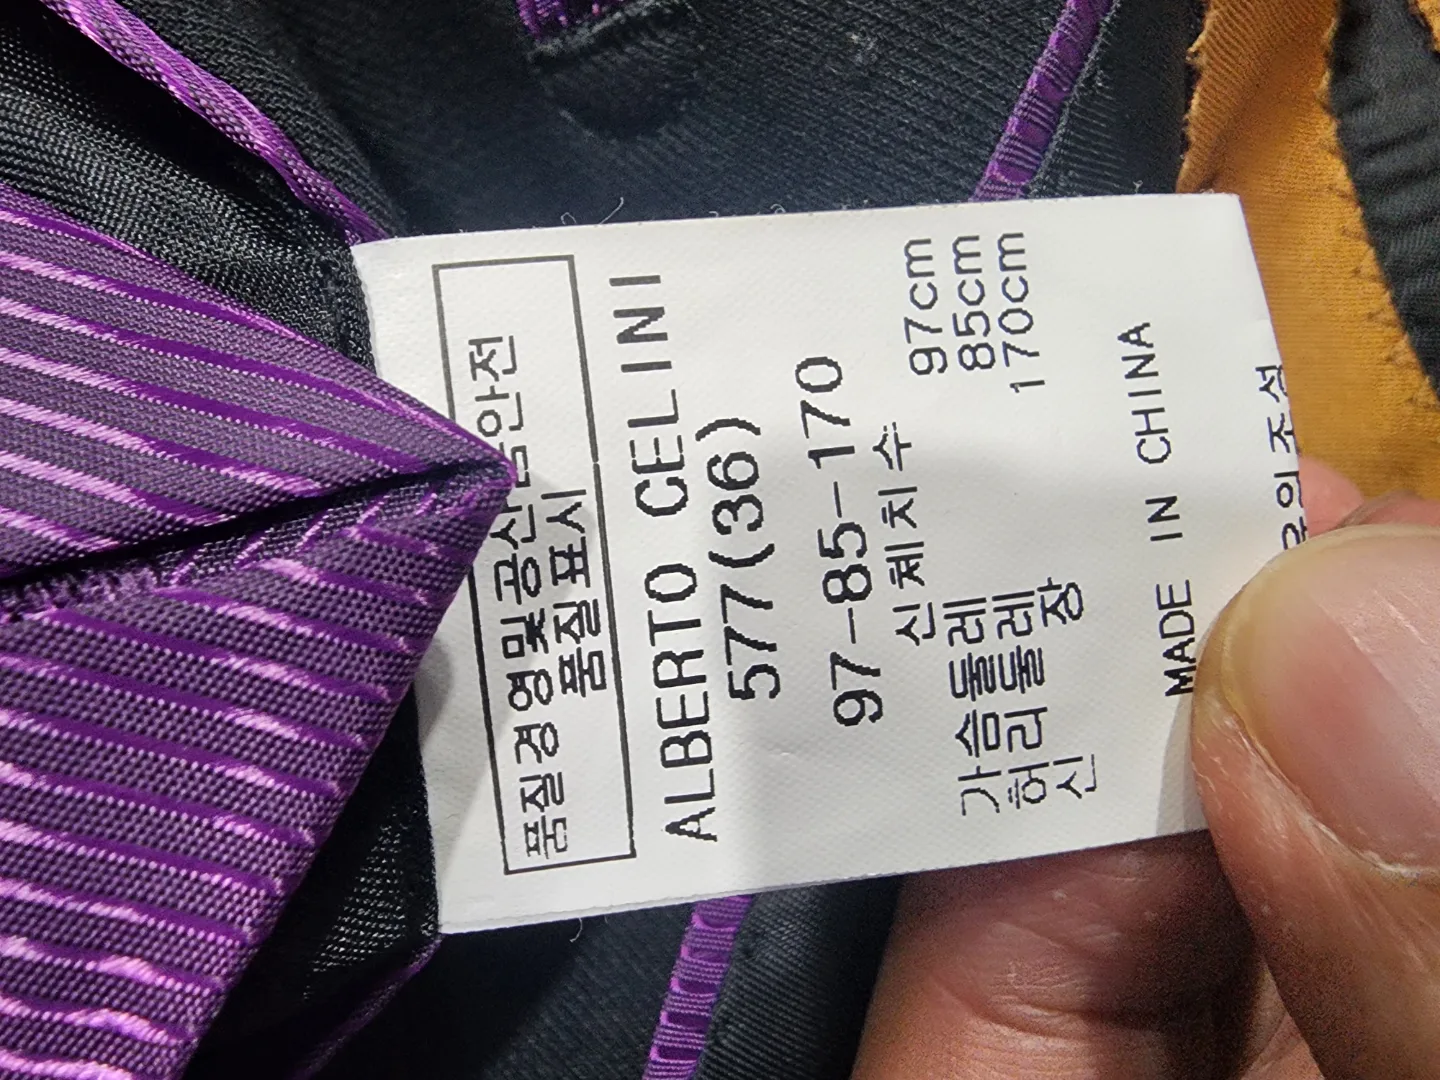 품질경영및공산품안전
품질표시
ALBERTO CELINI
577(36)
97-85-170
신체치수
가슴둘레 97cm
허리둘레 85cm
신 장 170cm
MADE IN CHINA
조성